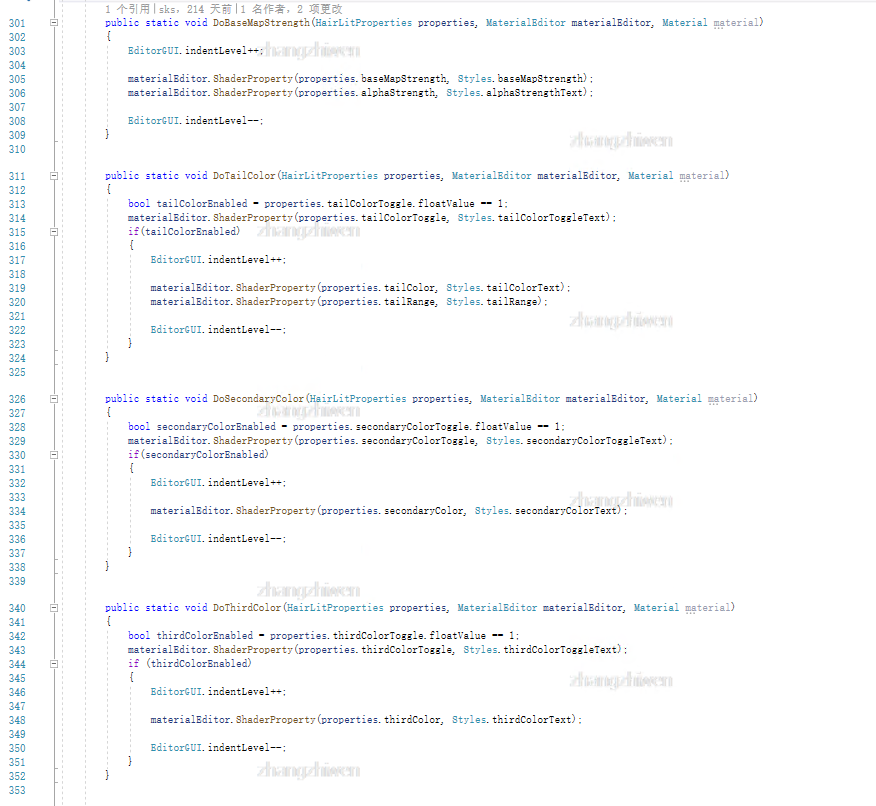 1 个引用|sks, 214 天前|1 名作者, 2 项更改
301 public static void DoBaseMapStrength(HairLitProperties properties, MaterialEditor materialEditor, Material material)
302 {
303 EditorGUI.indentLevel++; zhangzhiwen
304
305 materialEditor.ShaderProperty(properties.baseMapStrength, Styles.baseMapStrength);
306 materialEditor.ShaderProperty(properties.alphaStrength, Styles.alphaStrengthText);
307
308 EditorGUI.indentLevel--;
309 }
zhangzhiwen
310
311 public static void DoTailColor(HairLitProperties properties, MaterialEditor materialEditor, Material material)
312 {
313 bool tailColorEnabled = properties.tailColorToggle.floatValue == 1;
314 materialEditor.ShaderProperty(properties.tailColorToggle, Styles.tailColorToggleText);
315 if(tailColorEnabled) zhangzhiwen
316 {
317 EditorGUI.indentLevel++;
318
319 materialEditor.ShaderProperty(properties.tailColor, Styles.tailColorText);
320 materialEditor.ShaderProperty(properties.tailRange, Styles.tailRange);
321
zhangzhiwen
322 EditorGUI.indentLevel--;
323 }
324 }
325
326 public static void DoSecondaryColor(HairLitProperties properties, MaterialEditor materialEditor, Material material)
327 {
zhangzhiwen
328 bool secondaryColorEnabled = properties.secondaryColorToggle.floatValue == 1;
329 materialEditor.ShaderProperty(properties.secondaryColorToggle, Styles.secondaryColorToggleText);
330 if(secondaryColorEnabled)
331 {
332 EditorGUI.indentLevel++;
333
zhangzhiwen
334 materialEditor.ShaderProperty(properties.secondaryColor, Styles.secondaryColorText);
335
336 EditorGUI.indentLevel--;
337 }
338 }
339
zhangzhiwen
340 public static void DoThirdColor(HairLitProperties properties, MaterialEditor materialEditor, Material material)
341 {
342 bool thirdColorEnabled = properties.thirdColorToggle.floatValue == 1;
343 materialEditor.ShaderProperty(properties.thirdColorToggle, Styles.thirdColorToggleText);
344 if (thirdColorEnabled)
345 {
zhangzhiwen
346 EditorGUI.indentLevel++;
347
348 materialEditor.ShaderProperty(properties.thirdColor, Styles.thirdColorText);
349
350 EditorGUI.indentLevel--;
351 }
zhangzhiwen
352 }
353